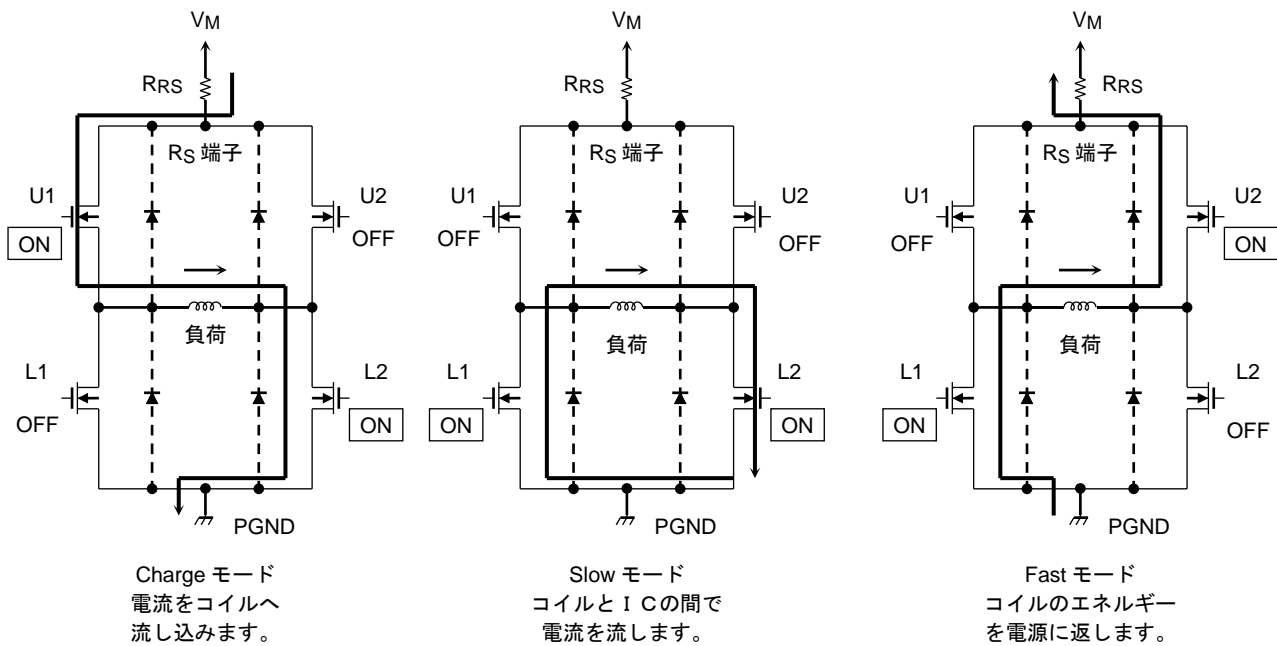 VM
RRS
RS 端子
U1
ON
U2
OFF
負荷
L1
OFF
L2
ON
PGND
Charge モード
電流をコイルへ
流し込みます。
VM
RRS
RS 端子
U1
OFF
U2
OFF
負荷
L1
ON
L2
ON
PGND
Slow モード
コイルとＩＣの間で
電流を流します。
VM
RRS
RS 端子
U1
OFF
U2
ON
負荷
L1
ON
L2
OFF
PGND
Fast モード
コイルのエネルギー
を電源に返します。